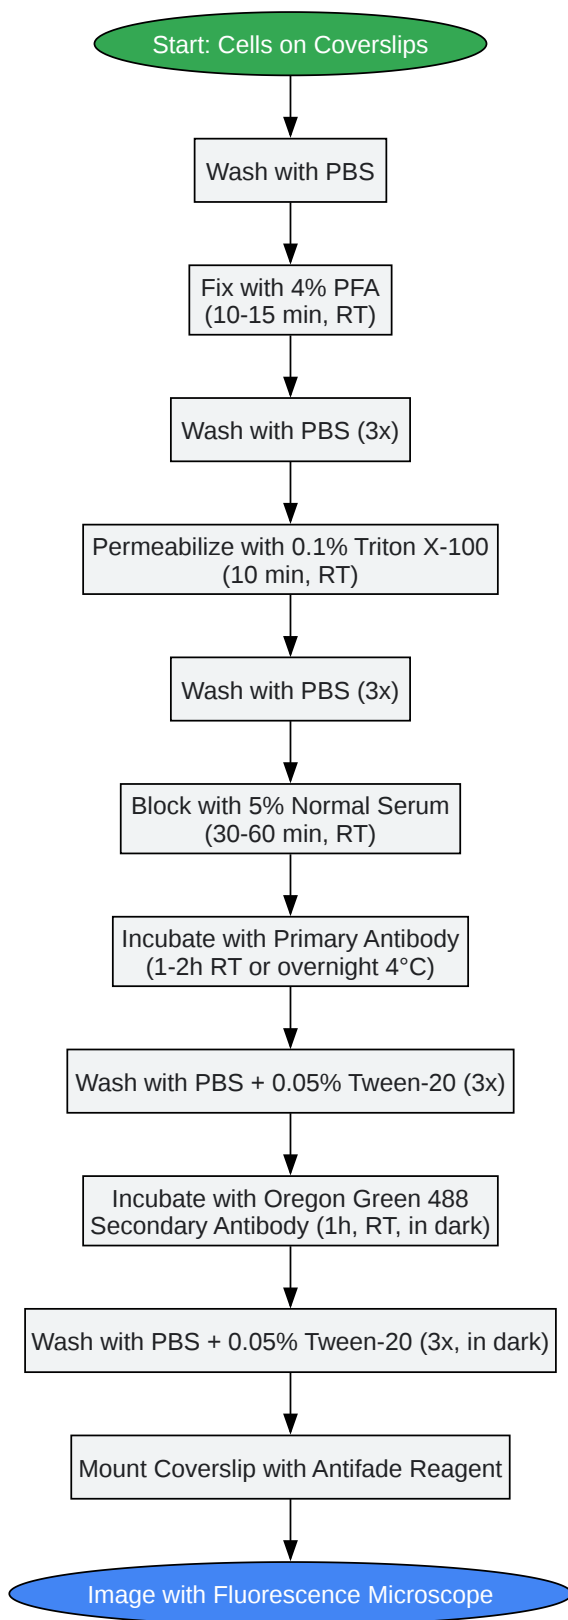 Start: Cells on Coverslips
Wash with PBS
Fix with 4% PFA
(10-15 min, RT)
Wash with PBS (3x)
Permeabilize with 0.1% Triton X-100
(10 min, RT)
Wash with PBS (3x)
Block with 5% Normal Serum
(30-60 min, RT)
Incubate with Primary Antibody
(1-2h RT or overnight 4°C)
Wash with PBS + 0.05% Tween-20 (3x)
Incubate with Oregon Green 488
Secondary Antibody (1h, RT, in dark)
Wash with PBS + 0.05% Tween-20 (3x, in dark)
Mount Coverslip with Antifade Reagent
Image with Fluorescence Microscope